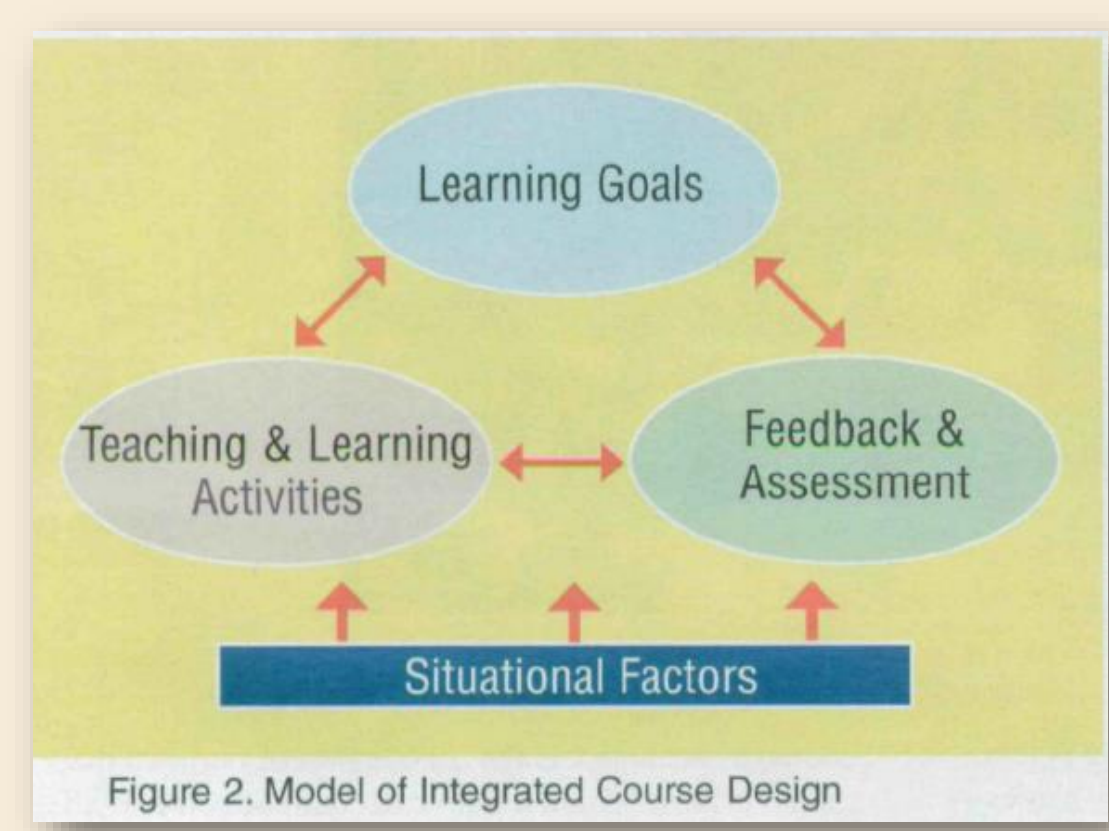 Learning Goals
Teaching & Learning
Activities
Feedback &
Assessment
Situational Factors
Figure 2. Model of Integrated Course Design